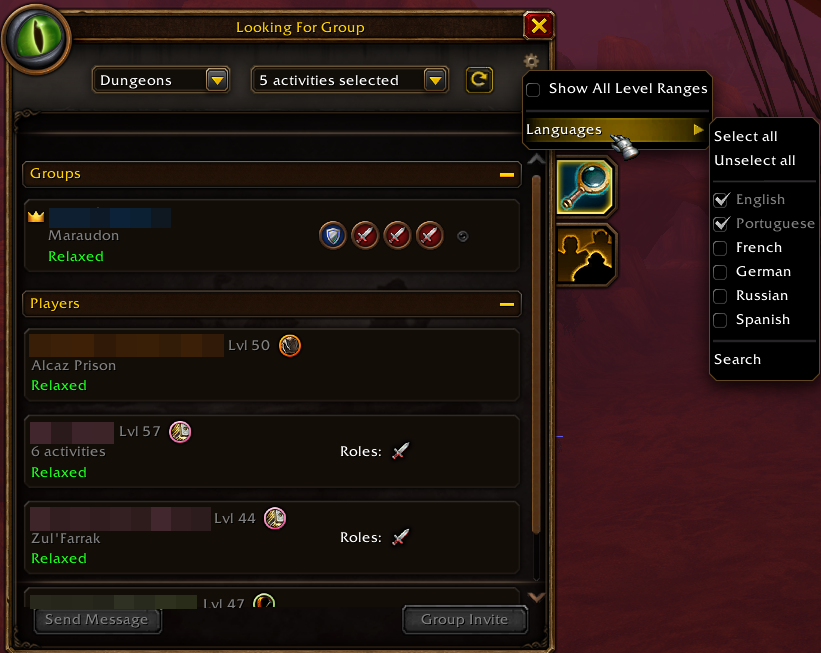 Looking For Group
Dungeons
5 activities selected
Show All Level Ranges
Languages
Select all
Unselect all
English
Portuguese
French
German
Russian
Spanish
Search
Groups
Maraudon
Relaxed
Players
Lvl 50
Alcaz Prison
Relaxed
Lvl 57
6 activities
Roles:
Relaxed
Lvl 44
Zul'Farrak
Roles:
Relaxed
Lvl 47
Send Message
Group Invite